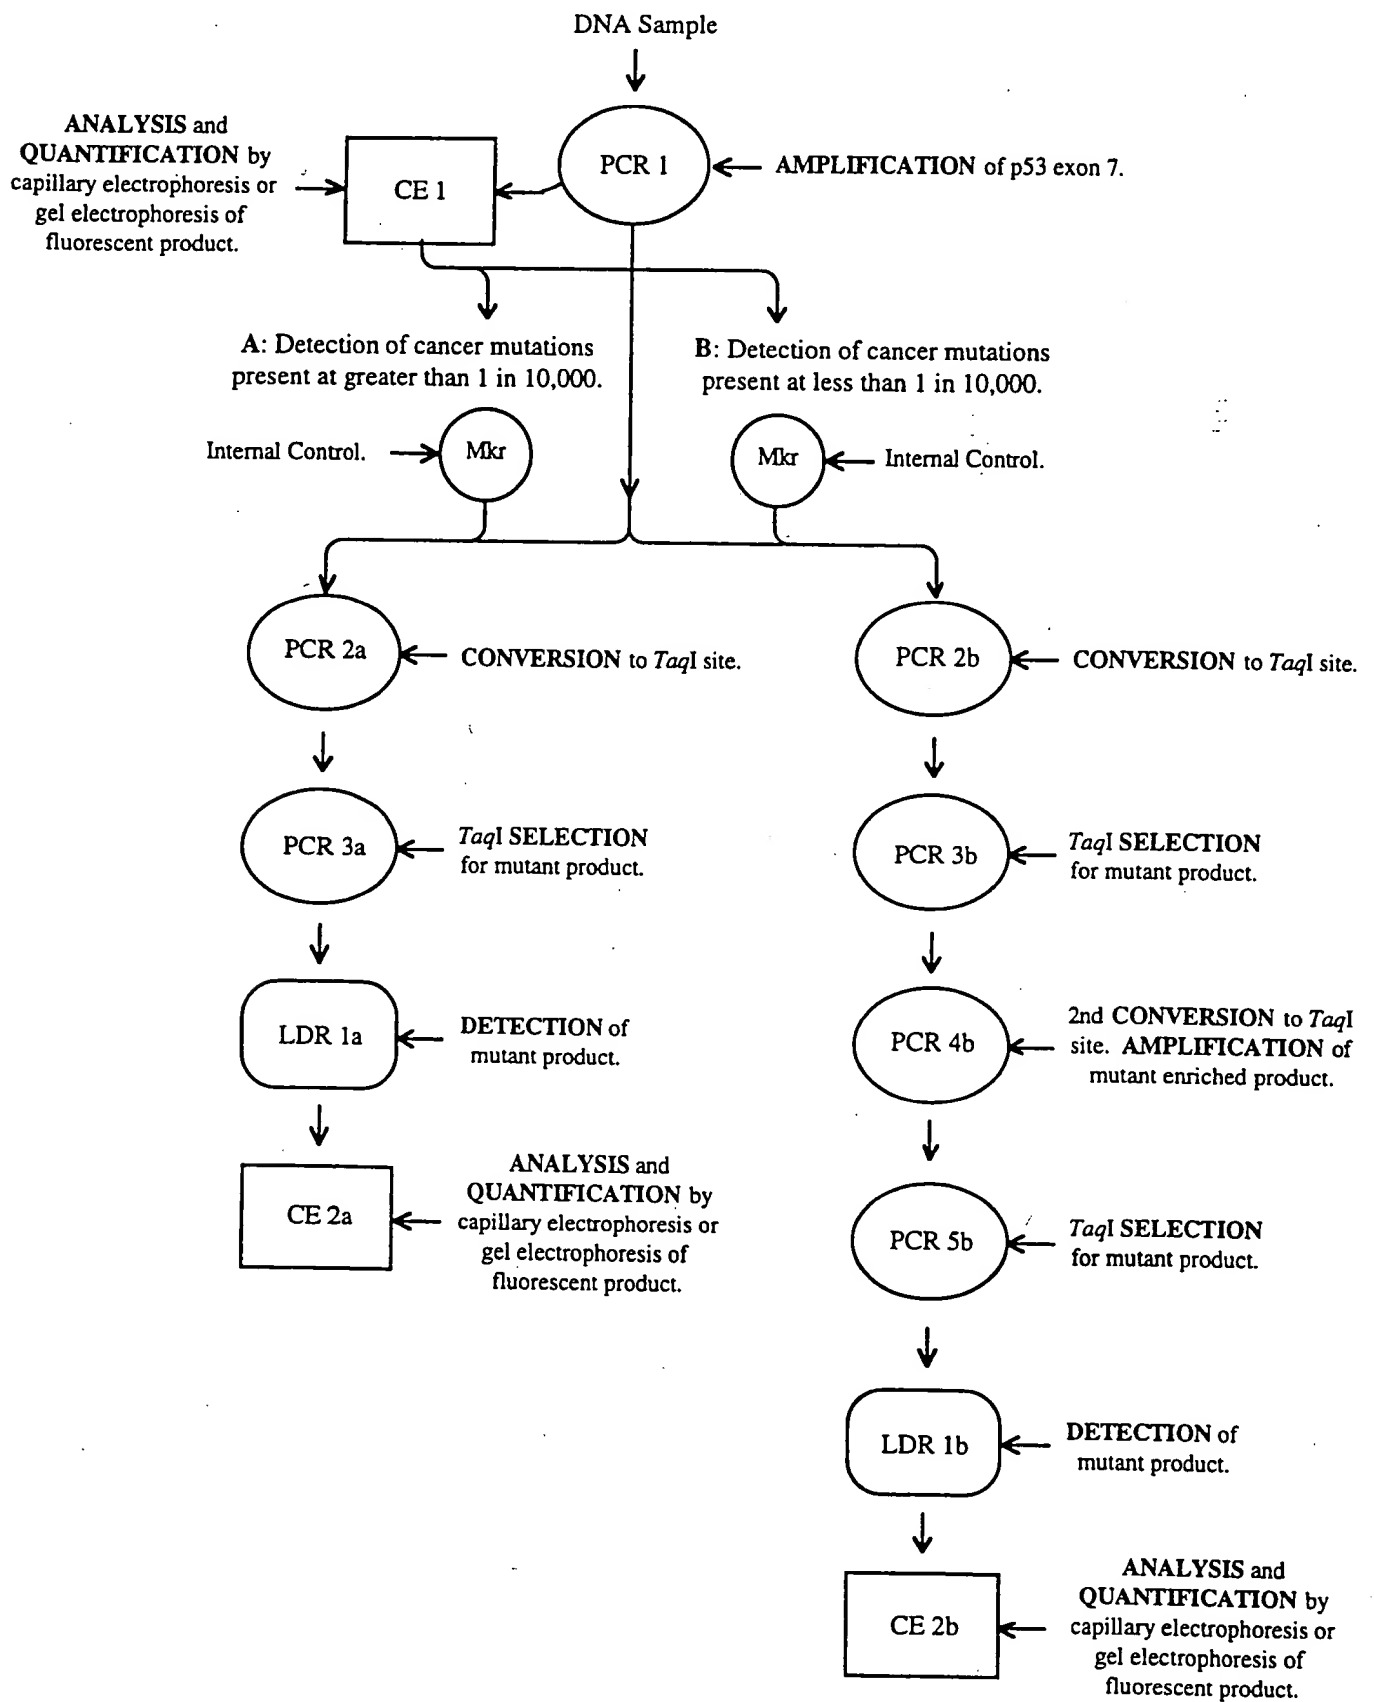 DNA Sample
ANALYSIS and
QUANTIFICATION by
capillary electrophoresis or
gel electrophoresis of
fluorescent product.
CE 1
PCR 1
AMPLIFICATION of p53 exon 7.
A: Detection of cancer mutations
present at greater than 1 in 10,000.
B: Detection of cancer mutations
present at less than 1 in 10,000.
Internal Control.
Mkr
Mkr
Internal Control.
PCR 2a
CONVERSION to TaqI site.
PCR 2b
CONVERSION to TaqI site.
PCR 3a
TaqI SELECTION
for mutant product.
PCR 3b
TaqI SELECTION
for mutant product.
LDR 1a
DETECTION of
mutant product.
PCR 4b
2nd CONVERSION to TaqI
site. AMPLIFICATION of
mutant enriched product.
CE 2a
ANALYSIS and
QUANTIFICATION by
capillary electrophoresis or
gel electrophoresis of
fluorescent product.
PCR 5b
TaqI SELECTION
for mutant product.
LDR 1b
DETECTION of
mutant product.
CE 2b
ANALYSIS and
QUANTIFICATION by
capillary electrophoresis or
gel electrophoresis of
fluorescent product.